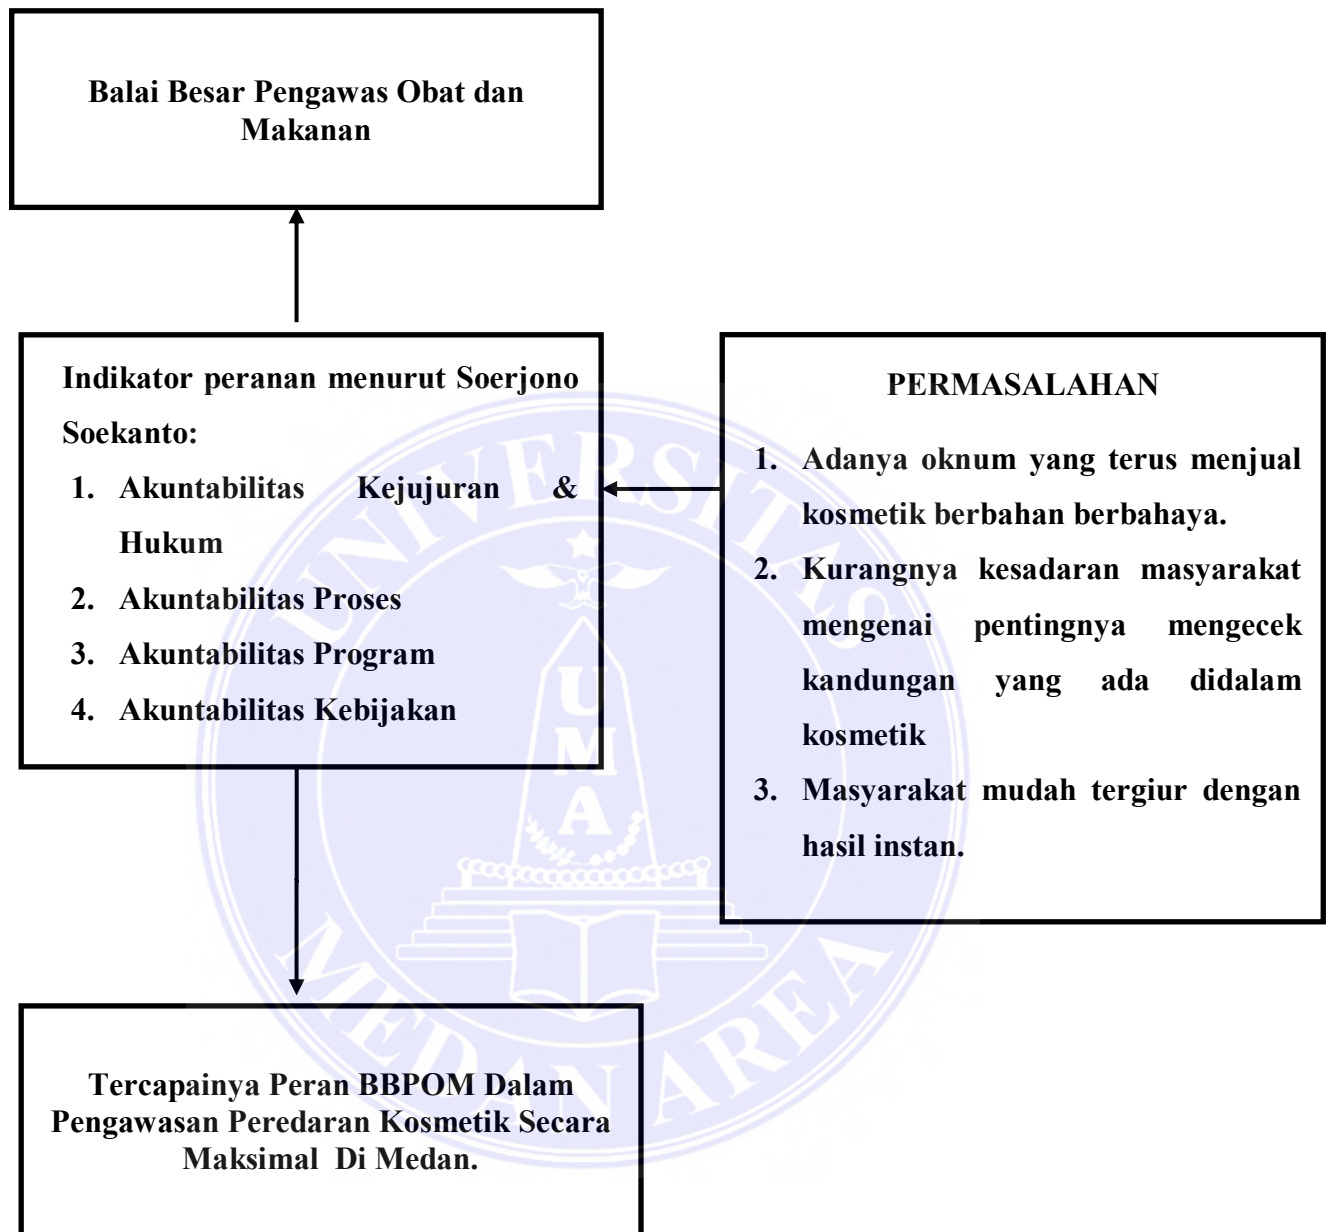 Balai Besar Pengawas Obat dan
Makanan
Indikator peranan menurut Soerjono
Soekanto:
1. Akuntabilitas Kejujuran &
Hukum
2. Akuntabilitas Proses
3. Akuntabilitas Program
4. Akuntabilitas Kebijakan
PERMASALAHAN
1. Adanya oknum yang terus menjual
kosmetik berbahan berbahaya.
2. Kurangnya kesadaran masyarakat
mengenai pentingnya mengecek
kandungan yang ada didalam
kosmetik
3. Masyarakat mudah tergiur dengan
hasil instan.
Tercapainya Peran BBPOM Dalam
Pengawasan Peredaran Kosmetik Secara
Maksimal Di Medan.
UNIVERSITAS
MEDAN AREA
U
M
A